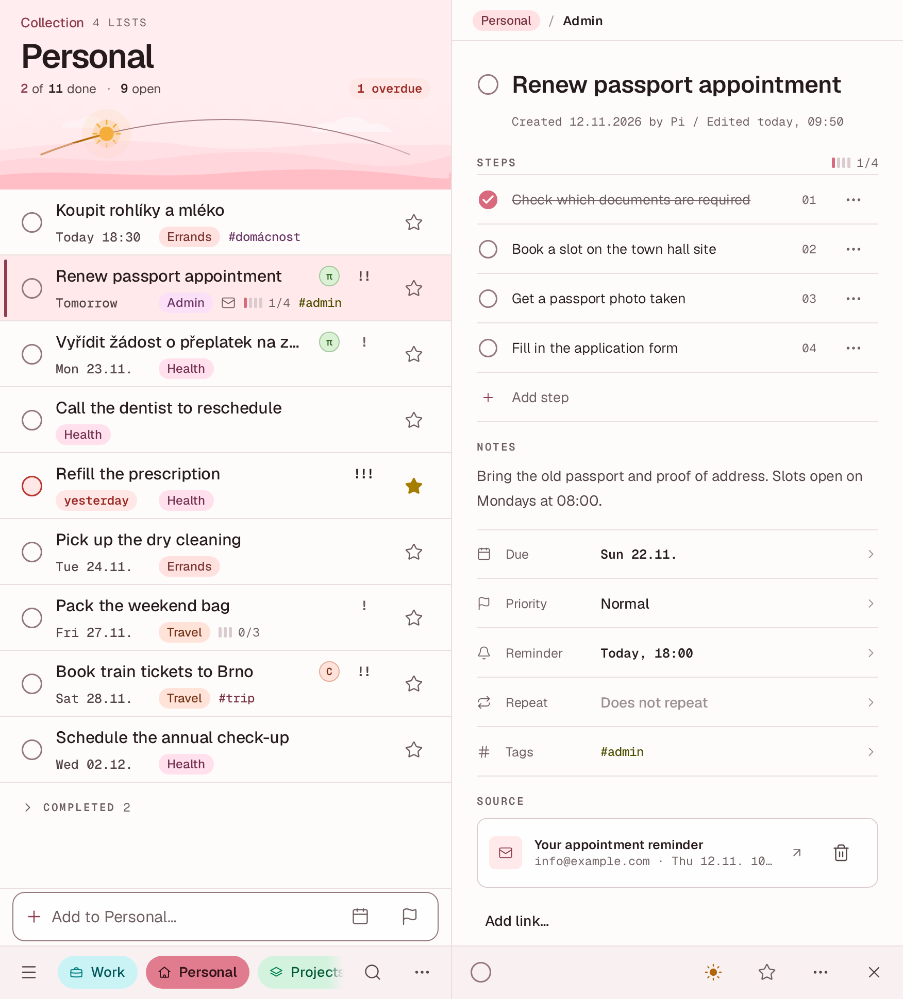 Collection 4 LISTS
Personal
2 of 11 done · 9 open
1 overdue
Koupit rohlíky a mléko
Today 18:30 Errands #domácnost
Renew passport appointment π !!
Tomorrow Admin 1/4 #admin
Vyřídit žádost o přeplatek na z… π !
Mon 23.11. Health
Call the dentist to reschedule
Health
Refill the prescription !!!
yesterday Health
Pick up the dry cleaning
Tue 24.11. Errands
Pack the weekend bag !
Fri 27.11. Travel 0/3
Book train tickets to Brno C !!
Sat 28.11. Travel #trip
Schedule the annual check-up
Wed 02.12. Health
COMPLETED 2
Add to Personal…
Work Personal Projects
Personal / Admin
Renew passport appointment
Created 12.11.2026 by Pi / Edited today, 09:50
STEPS 1/4
Check which documents are required 01
Book a slot on the town hall site 02
Get a passport photo taken 03
Fill in the application form 04
Add step
NOTES
Bring the old passport and proof of address. Slots open on
Mondays at 08:00.
Due Sun 22.11.
Priority Normal
Reminder Today, 18:00
Repeat Does not repeat
Tags #admin
SOURCE
Your appointment reminder
info@example.com · Thu 12.11. 10…
Add link…